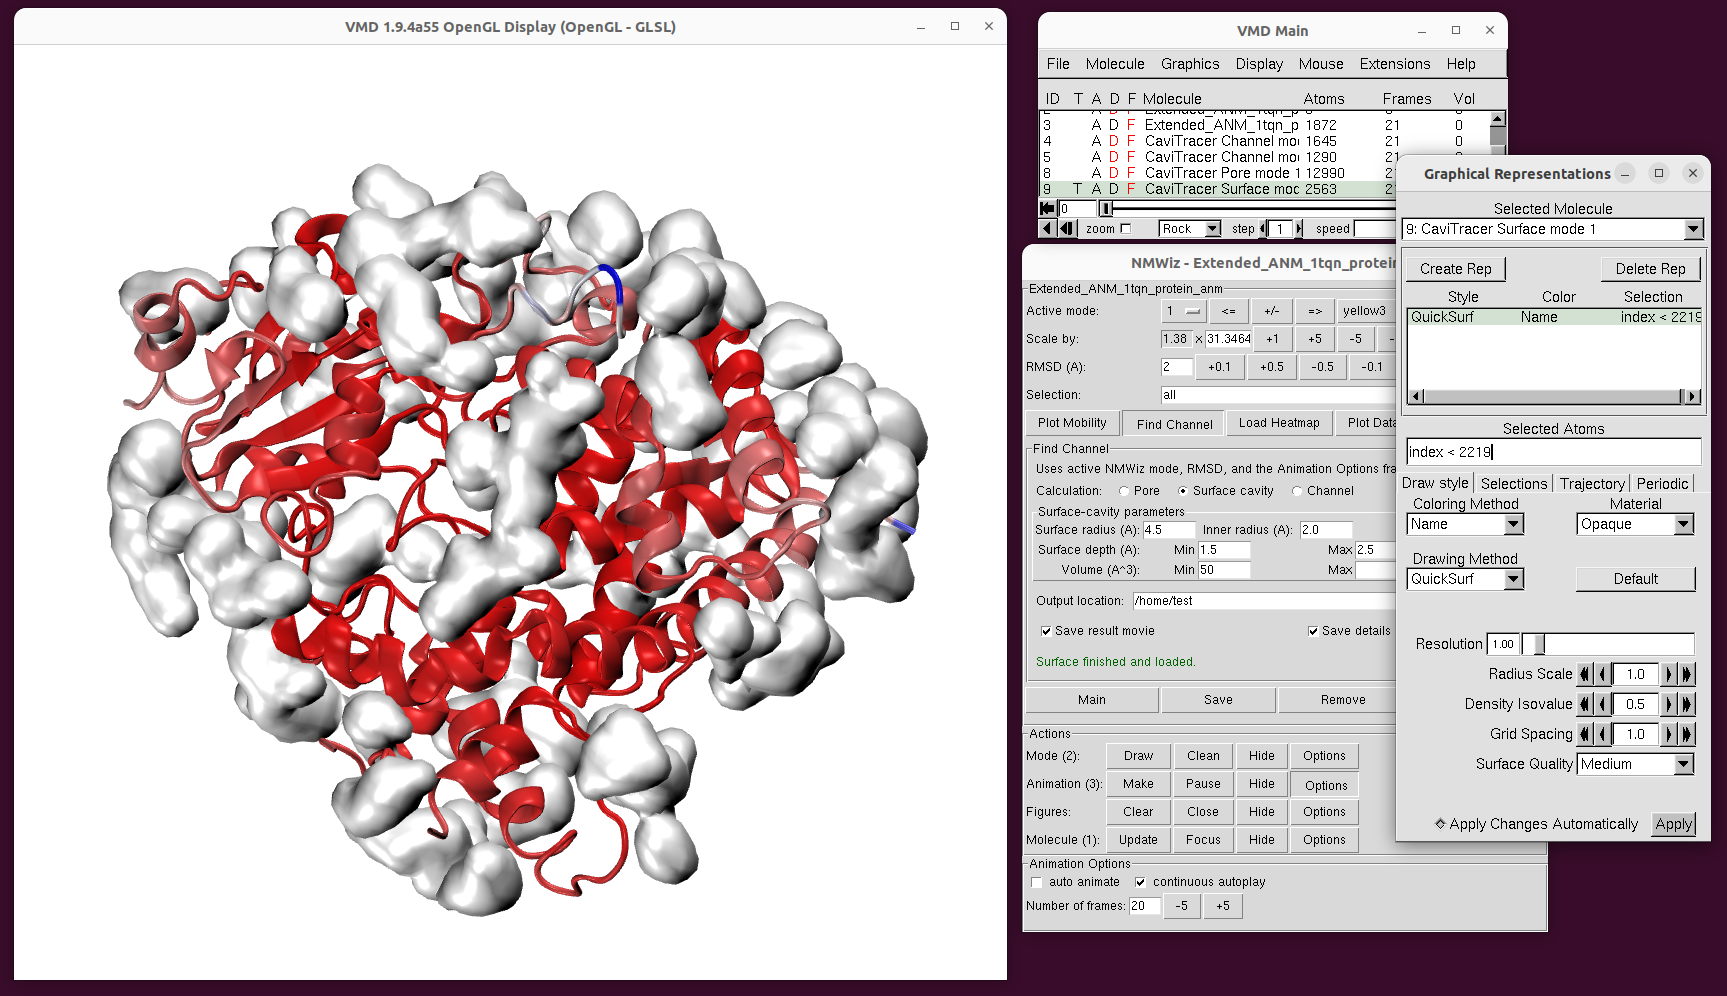 VMD 1.9.4a55 OpenGL Display (OpenGL - GLSL)
VMD Main
File Molecule Graphics Display Mouse Extensions Help
ID T A D F Molecule Atoms Frames Vol
3 A D F Extended_ANM_1tqn_p 1872 21 0
4 A D F CaviTracer Channel mo 1645 21 0
5 A D F CaviTracer Channel mo 1290 21 0
8 A D F CaviTracer Pore mode 1 12990 21
9 T A D F CaviTracer Surface mod 2563
0
zoom Rock step 1 speed
NMWiz - Extended_ANM_1tqn_protein
Extended_ANM_1tqn_protein_anm
Active mode: 1 <= +/- => yellow3
Scale by: 1.38 x 31.3464 +1 +5 -5 -
RMSD (A): 2 +0.1 +0.5 -0.5 -0.1
Selection: all
Plot Mobility Find Channel Load Heatmap Plot Data
Find Channel
Uses active NMWiz mode, RMSD, and the Animation Options fra
Calculation: Pore Surface cavity Channel
Surface-cavity parameters
Surface radius (A): 4.5 Inner radius (A): 2.0
Surface depth (A): Min 1.5 Max 2.5
Volume (A^3): Min 50 Max
Output location: /home/test
Save result movie Save details
Surface finished and loaded.
Main Save Remove
Actions
Mode (2): Draw Clean Hide Options
Animation (3): Make Pause Hide Options
Figures: Clear Close Hide Options
Molecule (1): Update Focus Hide Options
Animation Options
auto animate continuous autoplay
Number of frames: 20 -5 +5
Graphical Representations
Selected Molecule
9: CaviTracer Surface mode 1
Create Rep Delete Rep
Style Color Selection
QuickSurf Name index < 2219
Selected Atoms
index < 2219
Draw style Selections Trajectory Periodic
Coloring Method Material
Name Opaque
Drawing Method
QuickSurf Default
Resolution 1.00
Radius Scale 1.0
Density Isovalue 0.5
Grid Spacing 1.0
Surface Quality Medium
Apply Changes Automatically Apply